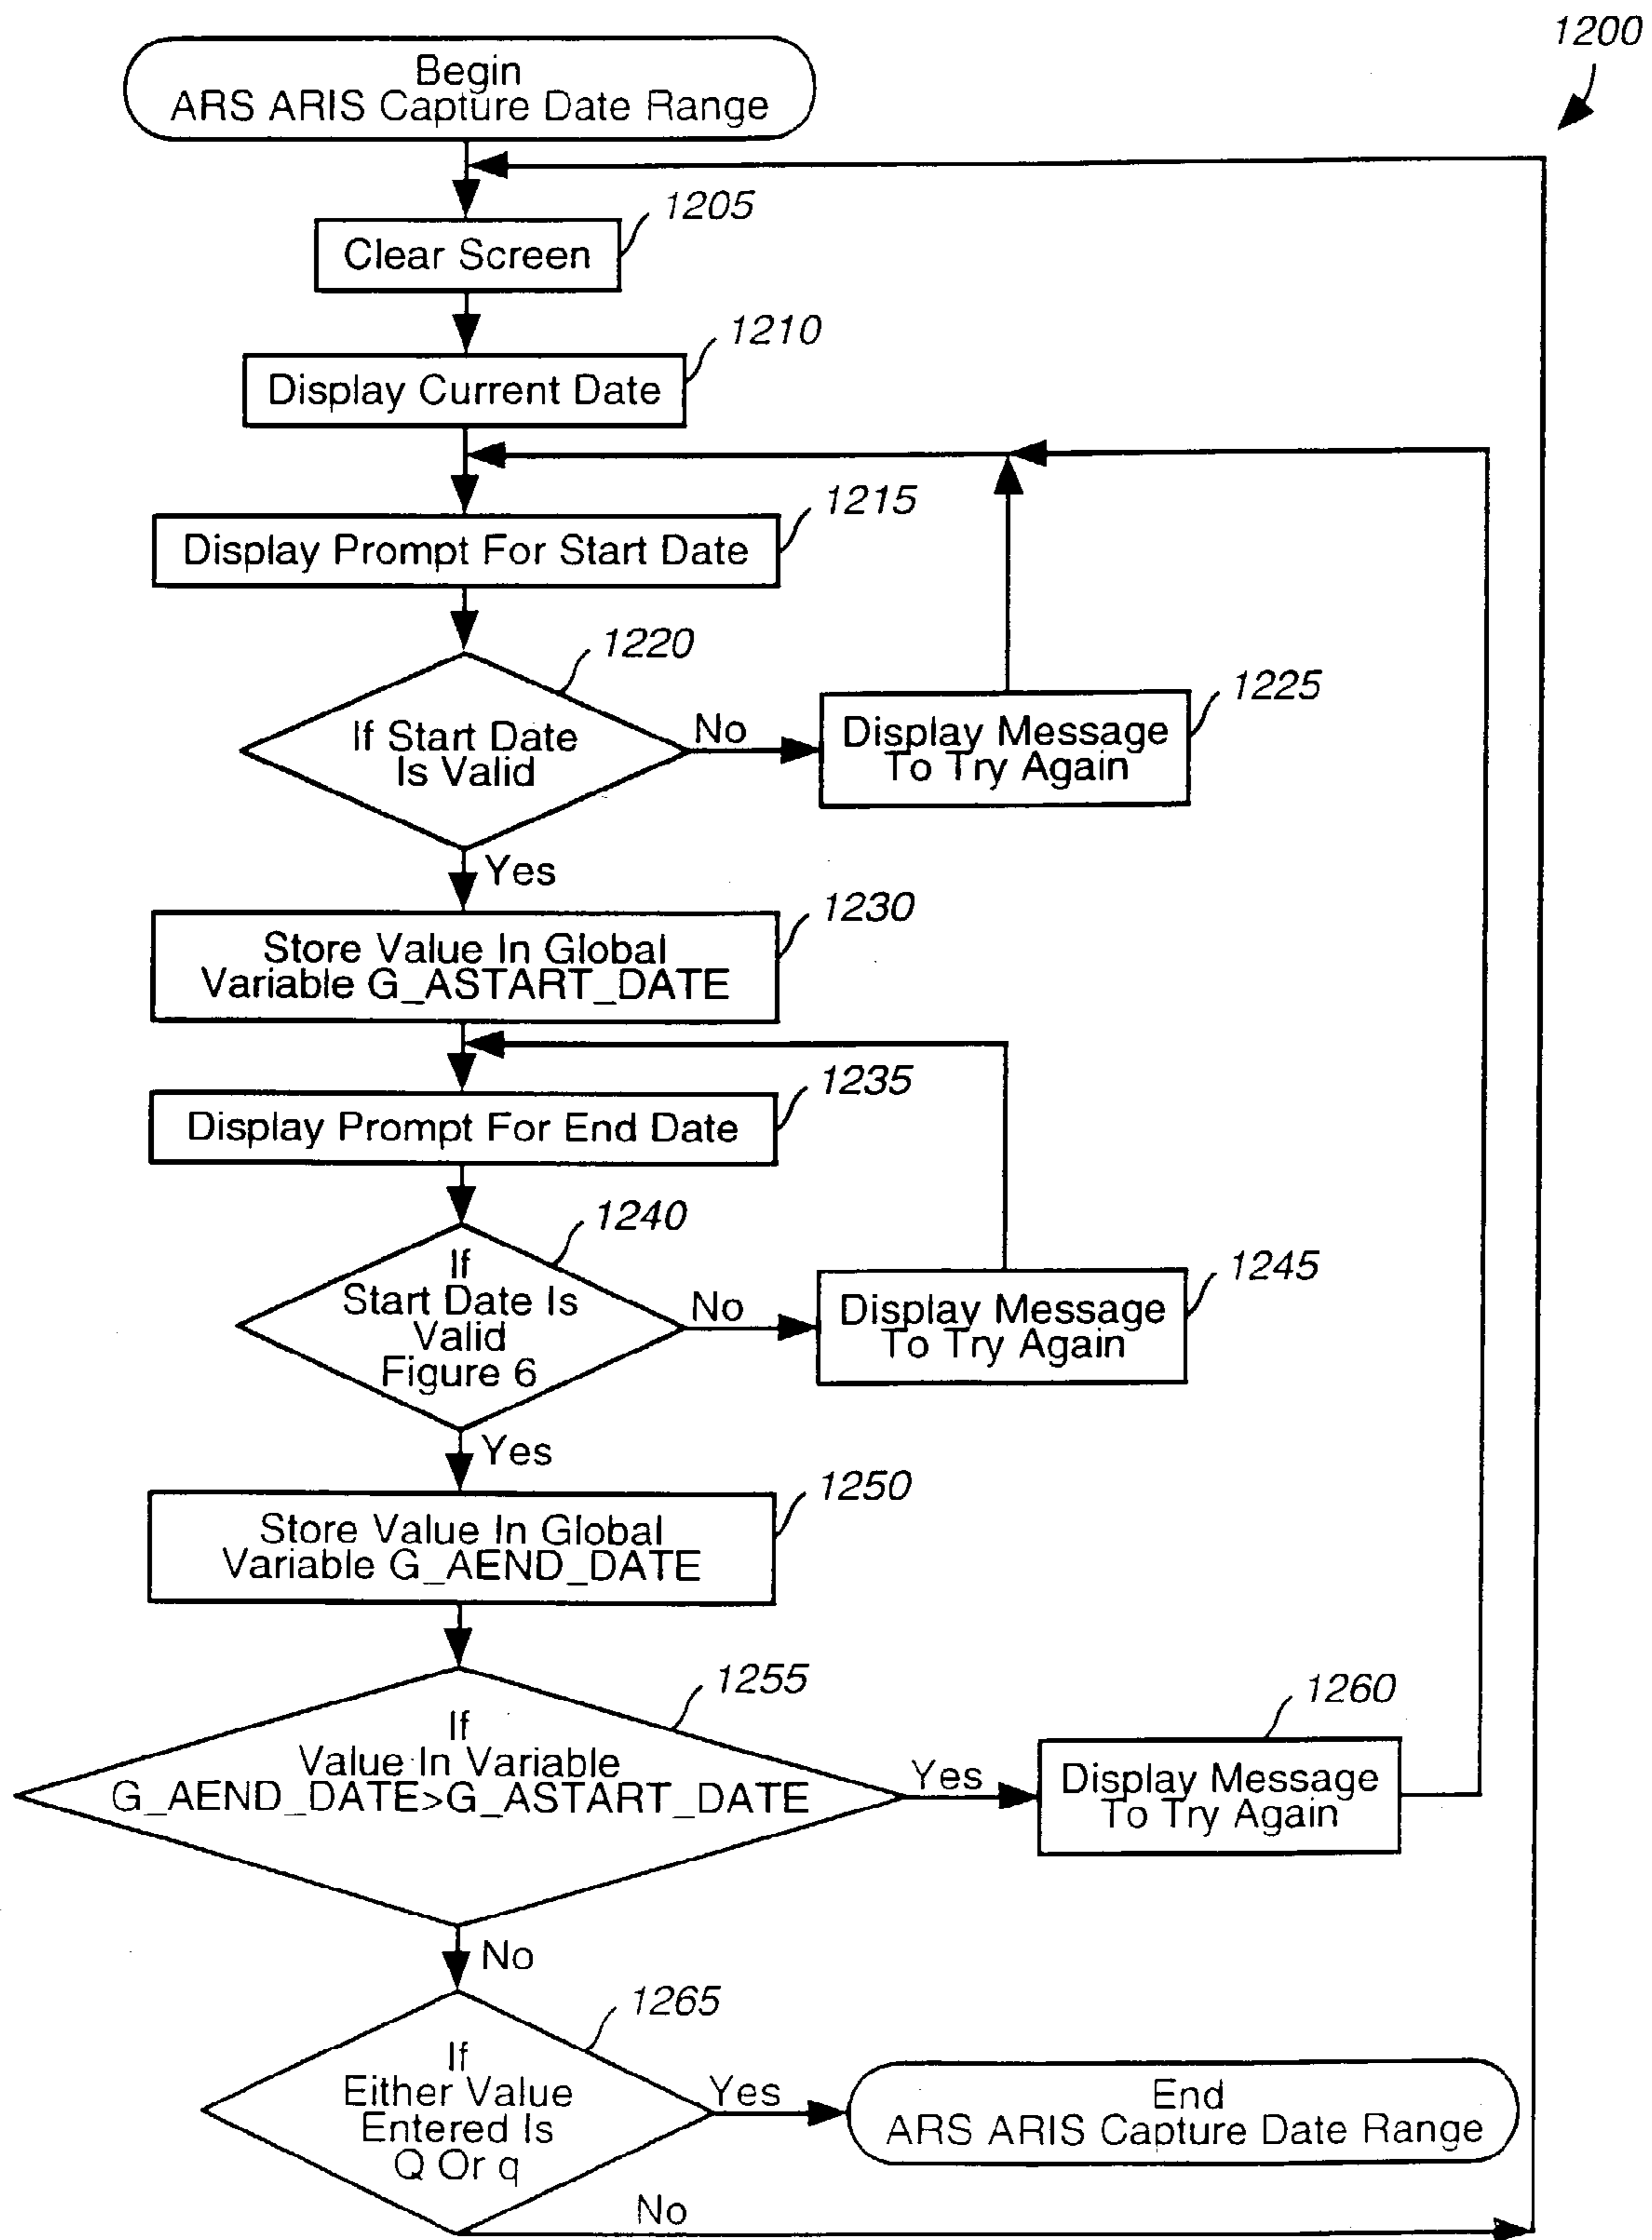 1200
Begin
ARS ARIS Capture Date Range
1205
Clear Screen
1210
Display Current Date
1215
Display Prompt For Start Date
1220
If Start Date
Is Valid
No
1225
Display Message
To Try Again
Yes
1230
Store Value In Global
Variable G_ASTART_DATE
1235
Display Prompt For End Date
1240
If
Start Date Is
Valid
Figure 6
No
1245
Display Message
To Try Again
Yes
1250
Store Value In Global
Variable G_AEND_DATE
1255
If
Value In Variable
G_AEND_DATE>G_ASTART_DATE
Yes
1260
Display Message
To Try Again
No
1265
If
Either Value
Entered Is
Q Or q
Yes
End
ARS ARIS Capture Date Range
No